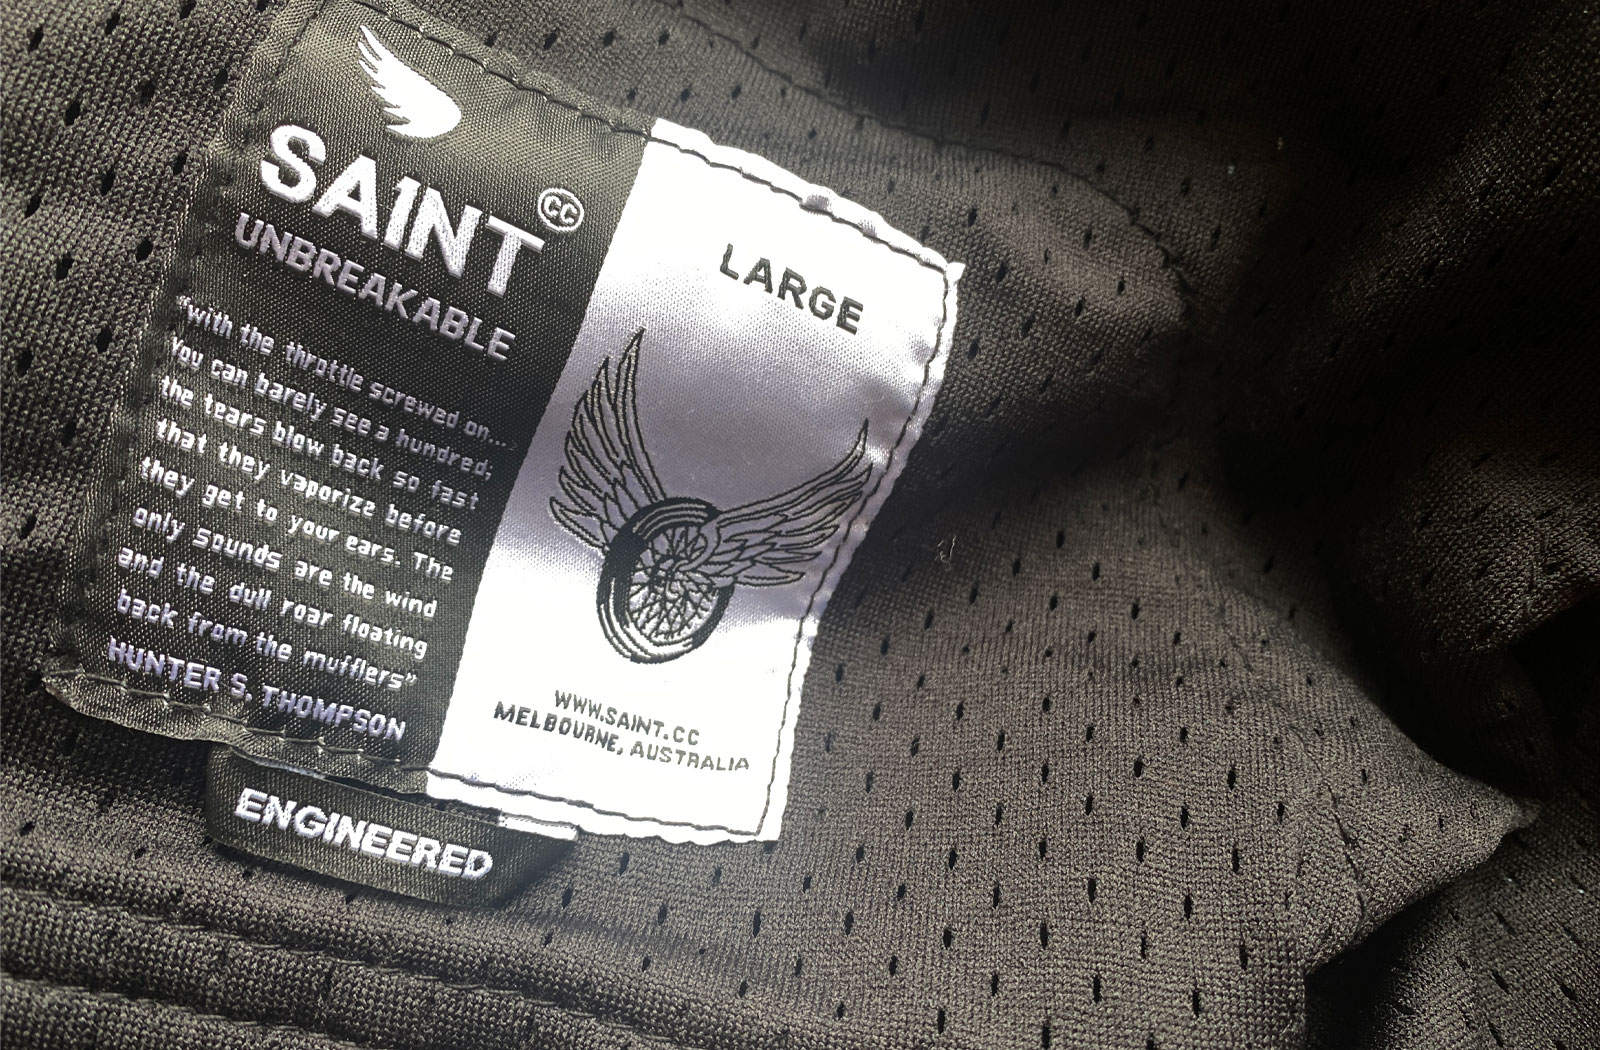 SA1NT CC
UNBREAKABLE
"with the throttle screwed on...
You can barely see a hundred;
the tears blow back so fast
that they vaporize before
they get to your ears. The
only sounds are the wind
and the dull roar floating
back from the mufflers"
HUNTER S. THOMPSON
ENGINEERED
LARGE
WWW.SA1NT.CC
MELBOURNE, AUSTRALIA